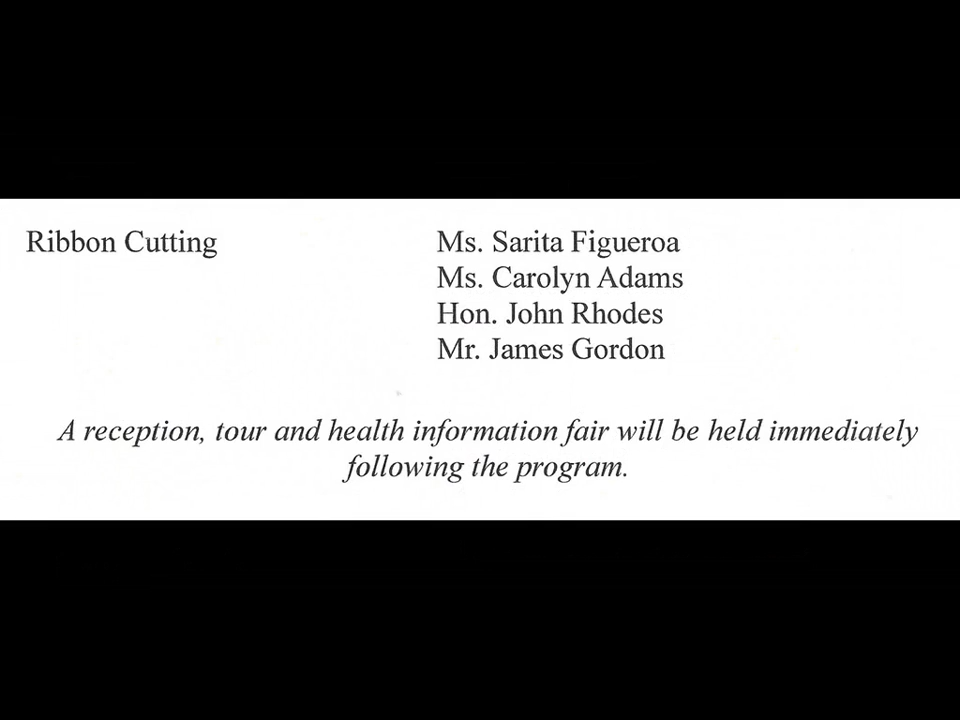 Ribbon Cutting Ms. Sarita Figueroa
Ms. Carolyn Adams
Hon. John Rhodes
Mr. James Gordon
A reception, tour and health information fair will be held immediately
following the program.